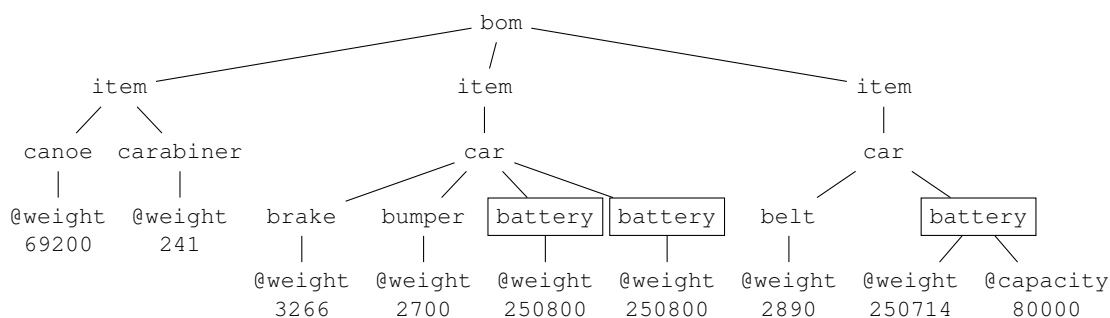 bom
item item item
canoe carabiner car car
@weight @weight brake bumper battery battery belt battery
69200 241
@weight @weight @weight @weight @weight @weight @capacity
3266 2700 250800 250800 2890 250714 80000